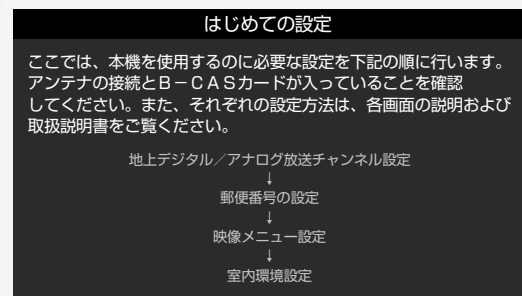 はじめての設定
ここでは、本機を使用するのに必要な設定を下記の順に行います。
アンテナの接続とB－CASカードが入っていることを確認
してください。また、それぞれの設定方法は、各画面の説明および
取扱説明書をご覧ください。
地上デジタル／アナログ放送チャンネル設定
↓
郵便番号の設定
↓
映像メニュー設定
↓
室内環境設定